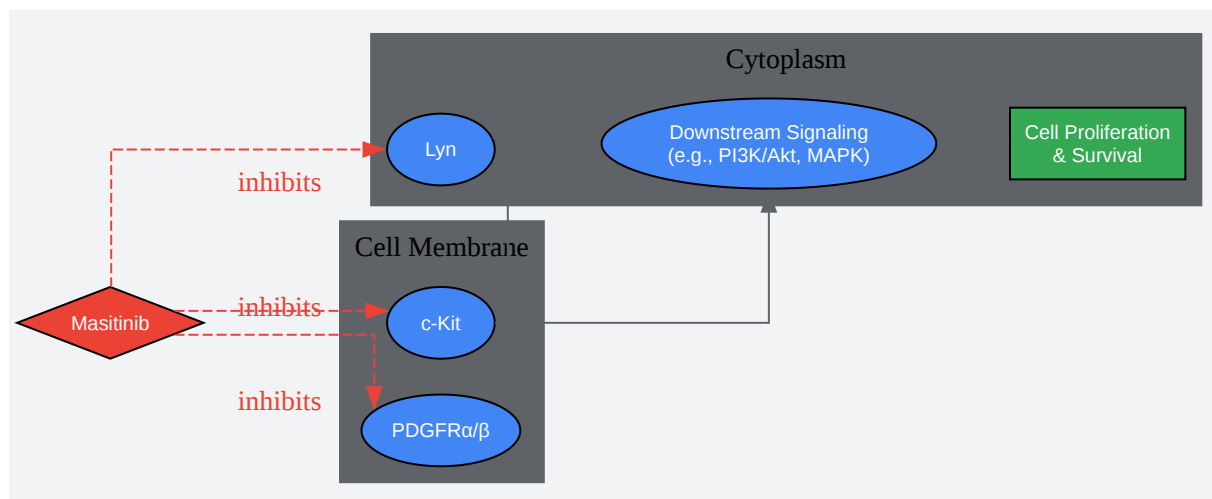 Cytoplasm
Lyn
Downstream Signaling
(e.g., PI3K/Akt, MAPK)
Cell Proliferation
& Survival
inhibits
Cell Membrane
Masitinib
inhibits
c-Kit
inhibits
PDGFRα/β